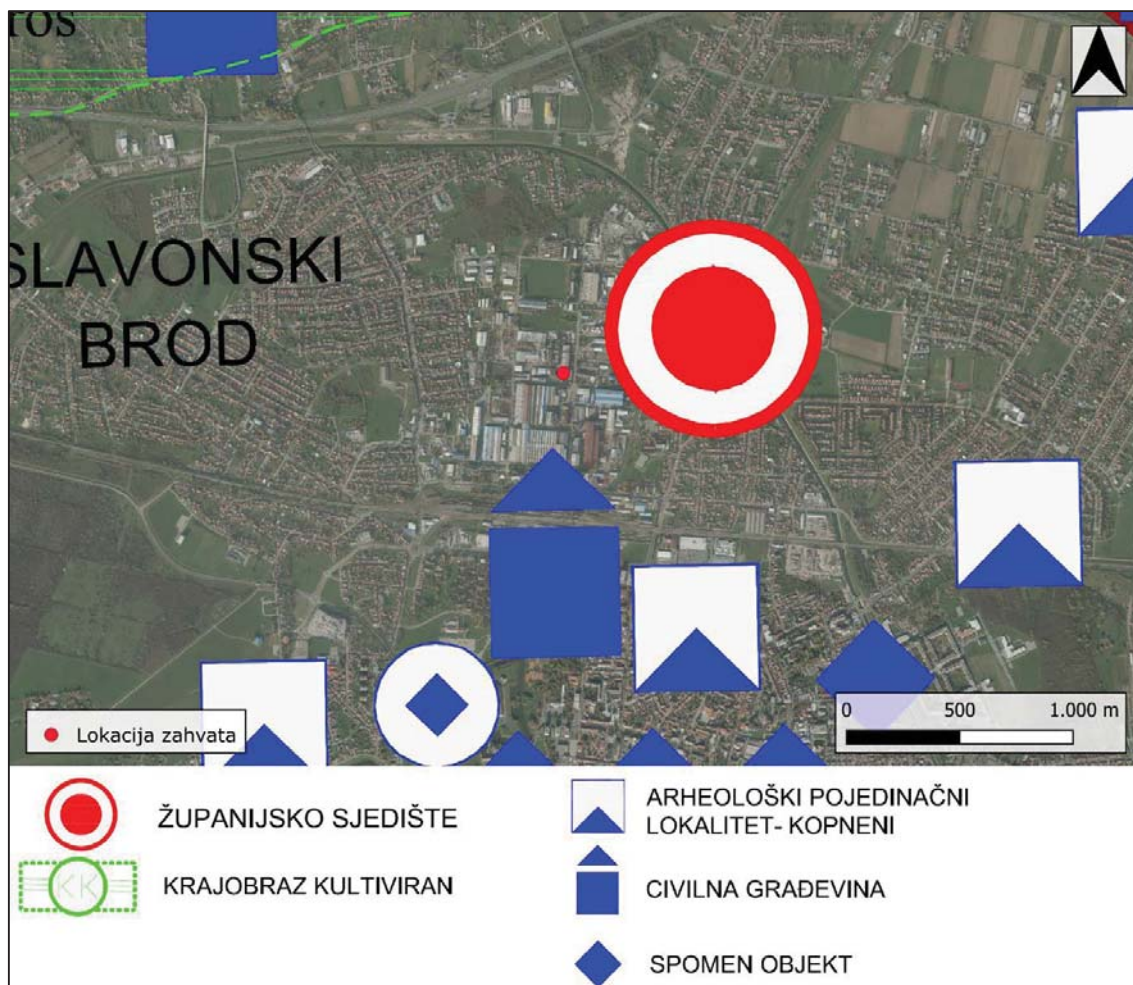 SLAVONSKI
BROD
Lokacija zahvata
0 500 1.000 m
ŽUPANIJSKO SJEDIŠTE
KRAJOBRAZ KULTIVIRAN
KK
ARHEOLOŠKI POJEDINAČNI
LOKALITET- KOPNENI
CIVILNA GRAĐEVINA
SPOMEN OBJEKT